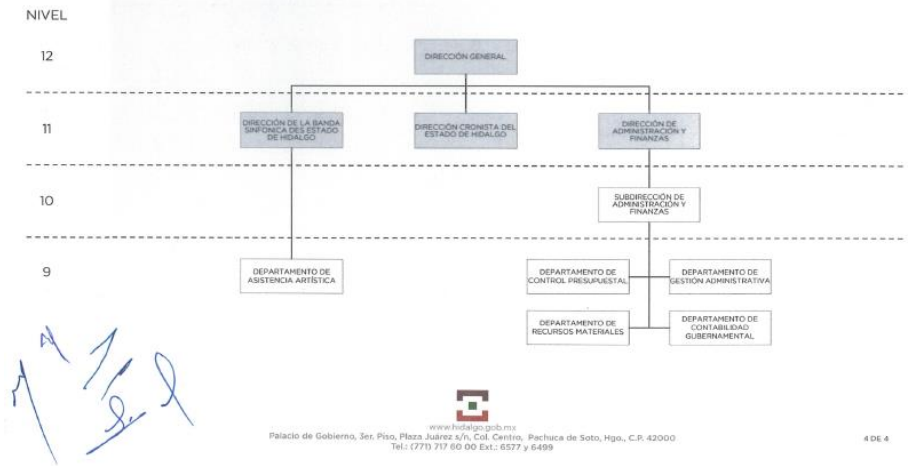 NIVEL
12
DIRECCIÓN GENERAL
11
DIRECCIÓN DE LA BANDA
SINFONICA DES ESTADO
DE HIDALGO
DIRECCIÓN CRONISTA DEL
ESTADO DE HIDALGO
DIRECCIÓN DE
ADMINISTRACIÓN Y
FINANZAS
10
SUBDIRECCIÓN DE
ADMINISTRACIÓN Y
FINANZAS
9
DEPARTAMENTO DE
ASISTENCIA ARTÍSTICA
DEPARTAMENTO DE
CONTROL PRESUPUESTAL
DEPARTAMENTO DE
GESTIÓN ADMINISTRATIVA
DEPARTAMENTO DE
RECURSOS MATERIALES
DEPARTAMENTO DE
CONTABILIDAD
GUBERNAMENTAL
www.hidalgo.gob.mx
Palacio de Gobierno, 3er. Piso, Plaza Juárez s/n, Col. Centro, Pachuca de Soto, Hgo., C.P. 42000
Tel.: (771) 717 60 00 Ext.: 6577 y 6499
4 DE 4